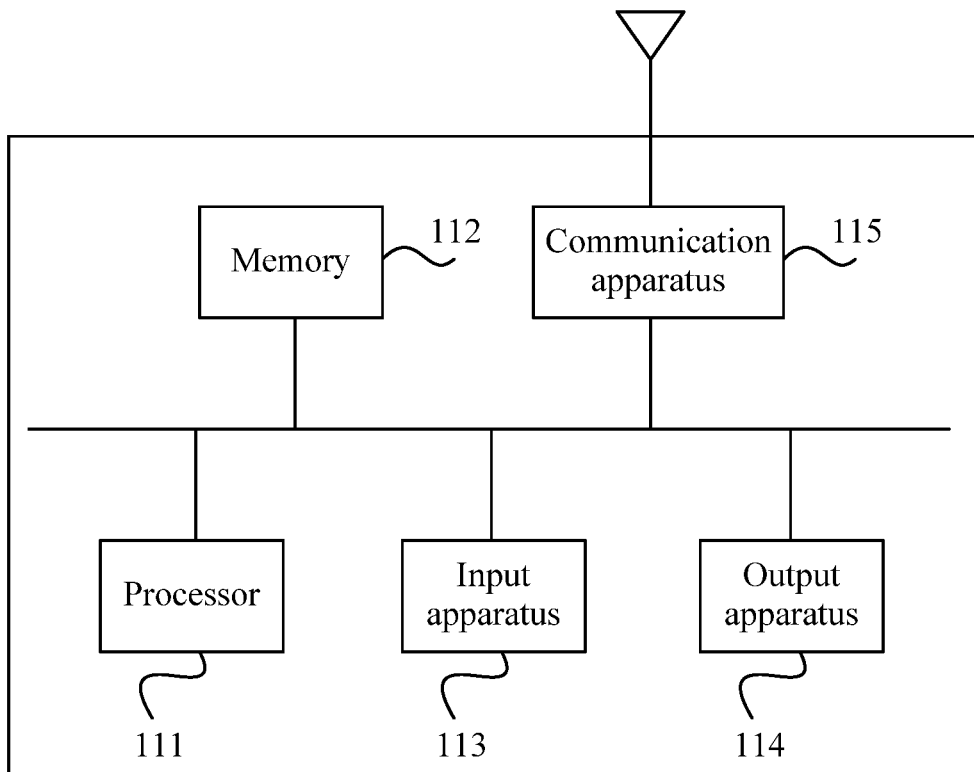 Memory
112
Communication
apparatus
115
Processor
Input
apparatus
Output
apparatus
111
113
114